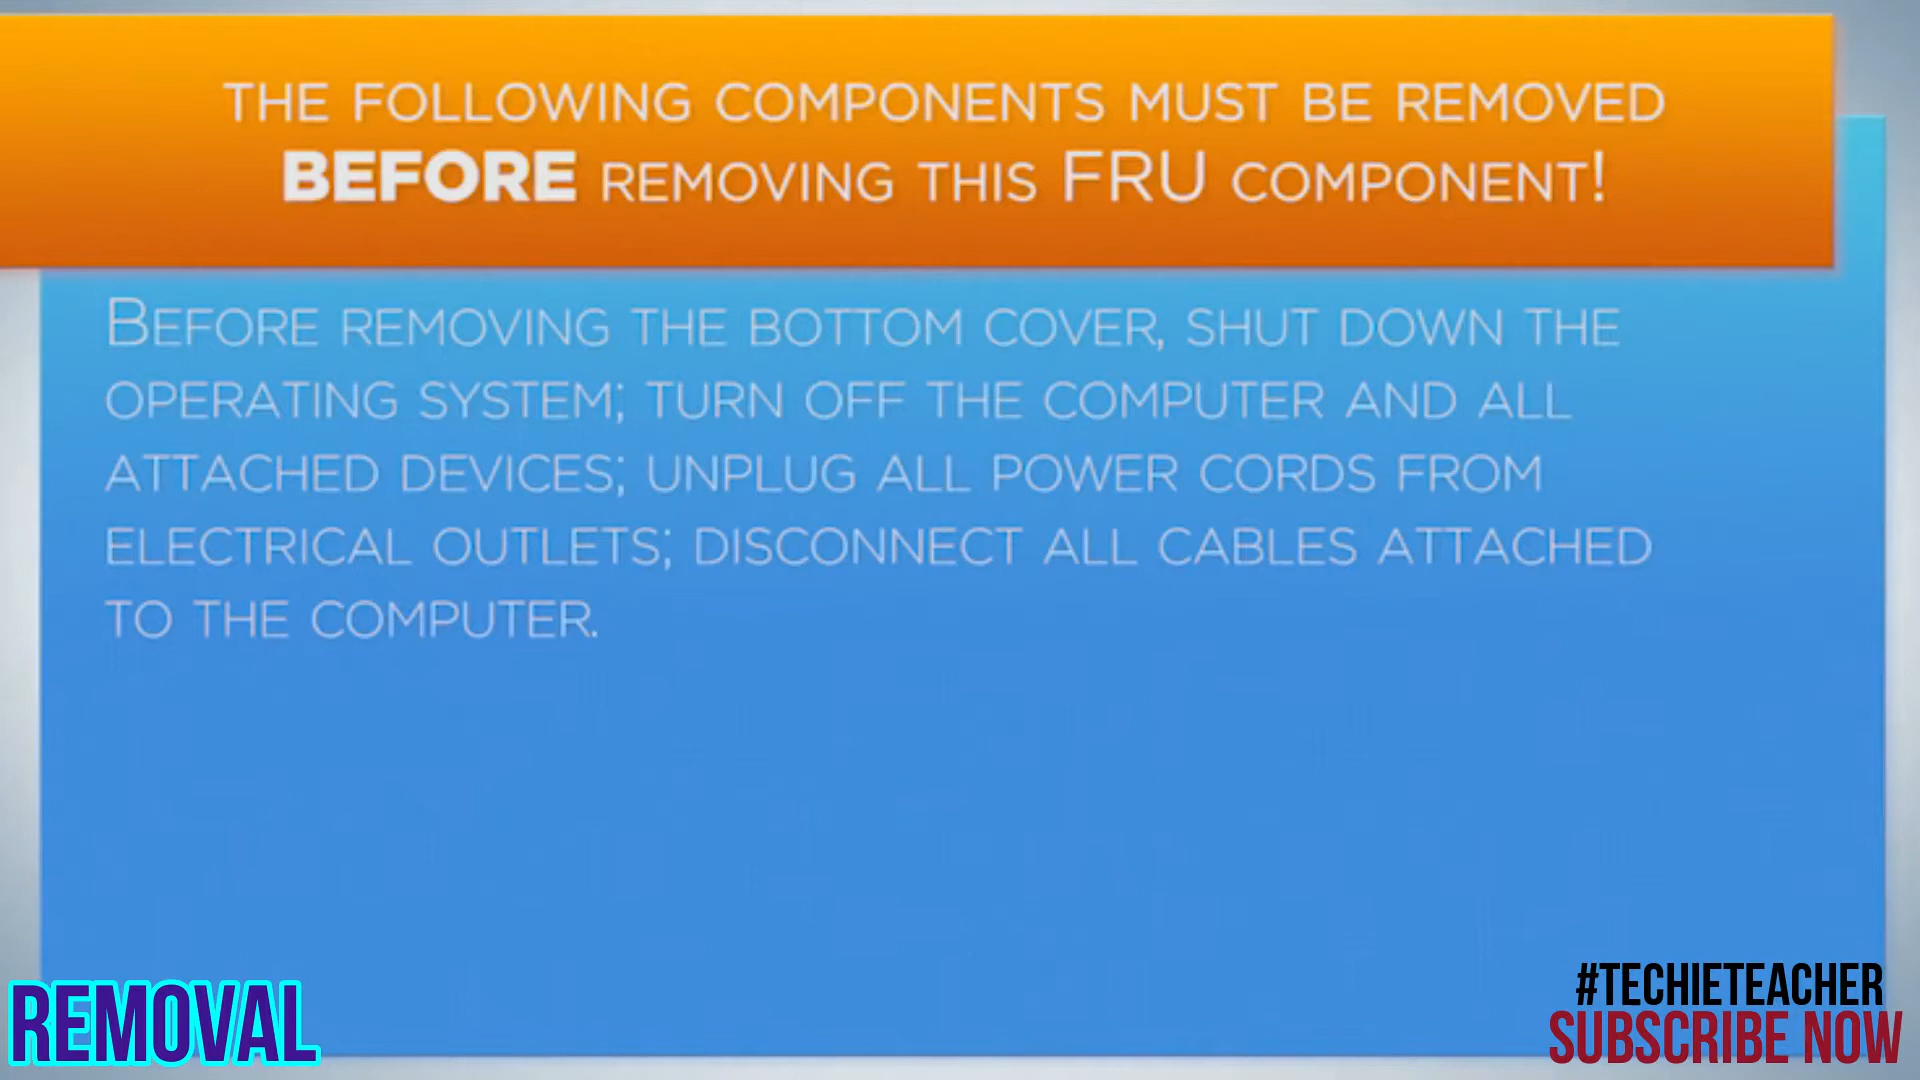 THE FOLLOWING COMPONENTS MUST BE REMOVED
BEFORE REMOVING THIS FRU COMPONENT!
BEFORE REMOVING THE BOTTOM COVER, SHUT DOWN THE
OPERATING SYSTEM; TURN OFF THE COMPUTER AND ALL
ATTACHED DEVICES; UNPLUG ALL POWER CORDS FROM
ELECTRICAL OUTLETS; DISCONNECT ALL CABLES ATTACHED
TO THE COMPUTER.
REMOVAL
#TECHIETEACHER
SUBSCRIBE NOW